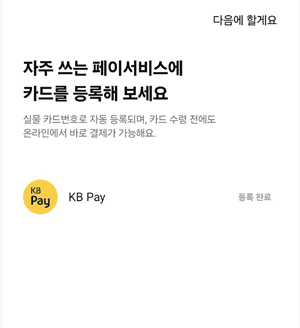 다음에 할게요
자주 쓰는 페이서비스에
카드를 등록해 보세요
실물 카드번호로 자동 등록되며, 카드 수령 전에도
온라인에서 바로 결제가 가능해요.
KB
Pay
KB Pay
등록 완료